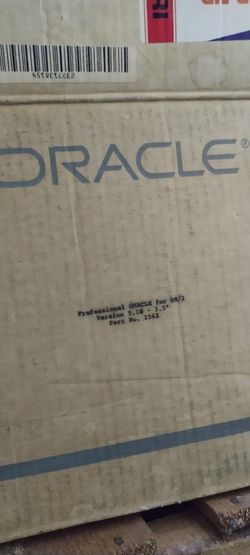 ORACLE®
Professional ORACLE for OS/2
Version 5.1B - 3.5"
Part No. 1563